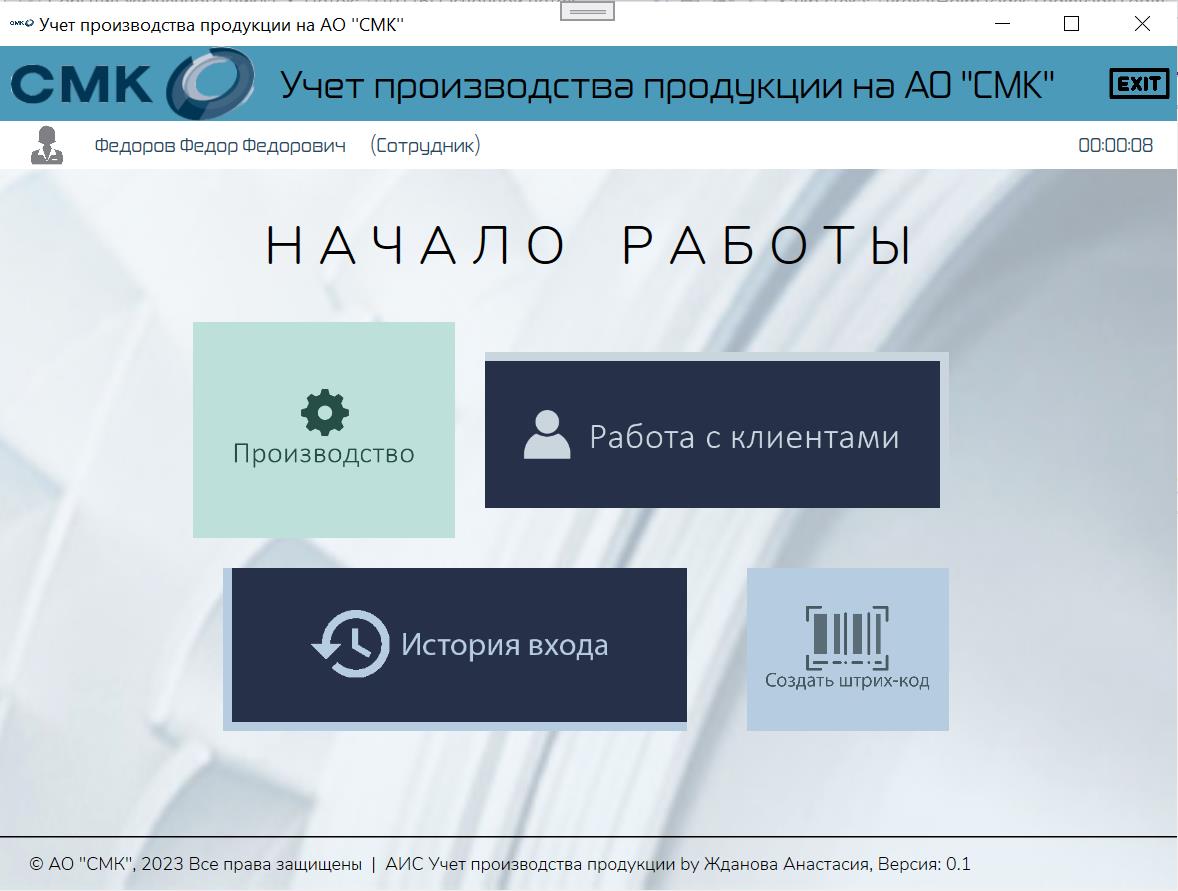 СМК Учет производства продукции на АО "СМК"
СМК Учет производства продукции на АО "СМК" EXIT
Федоров Федор Федорович (Сотрудник) 00:00:08
НАЧАЛО РАБОТЫ
Производство
Работа с клиентами
История входа
Создать штрих-код
© АО "СМК", 2023 Все права защищены | АИС Учет производства продукции by Жданова Анастасия, Версия: 0.1